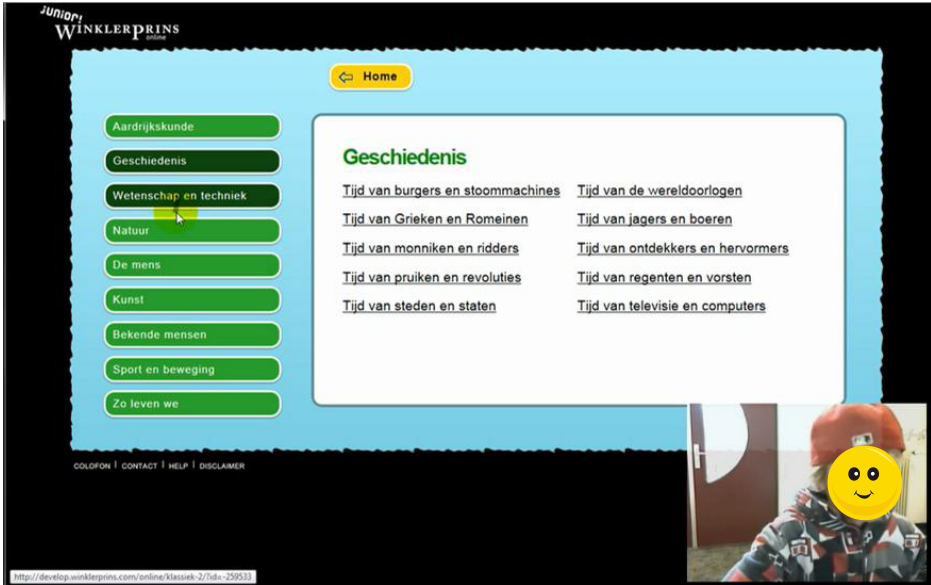 Junior!
WINKLERPRINS
online
Home
Aardrijkskunde
Geschiedenis
Wetenschap en techniek
Natuur
De mens
Kunst
Bekende mensen
Sport en beweging
Zo leven we
Geschiedenis
Tijd van burgers en stoommachines
Tijd van de wereldoorlogen
Tijd van Grieken en Romeinen
Tijd van jagers en boeren
Tijd van monniken en ridders
Tijd van ontdekkers en hervormers
Tijd van pruiken en revoluties
Tijd van regenten en vorsten
Tijd van steden en staten
Tijd van televisie en computers
COLOFON | CONTACT | HELP | DISCLAIMER
http://develop.winklerprins.com/online/klassiek-2/?id=-259533